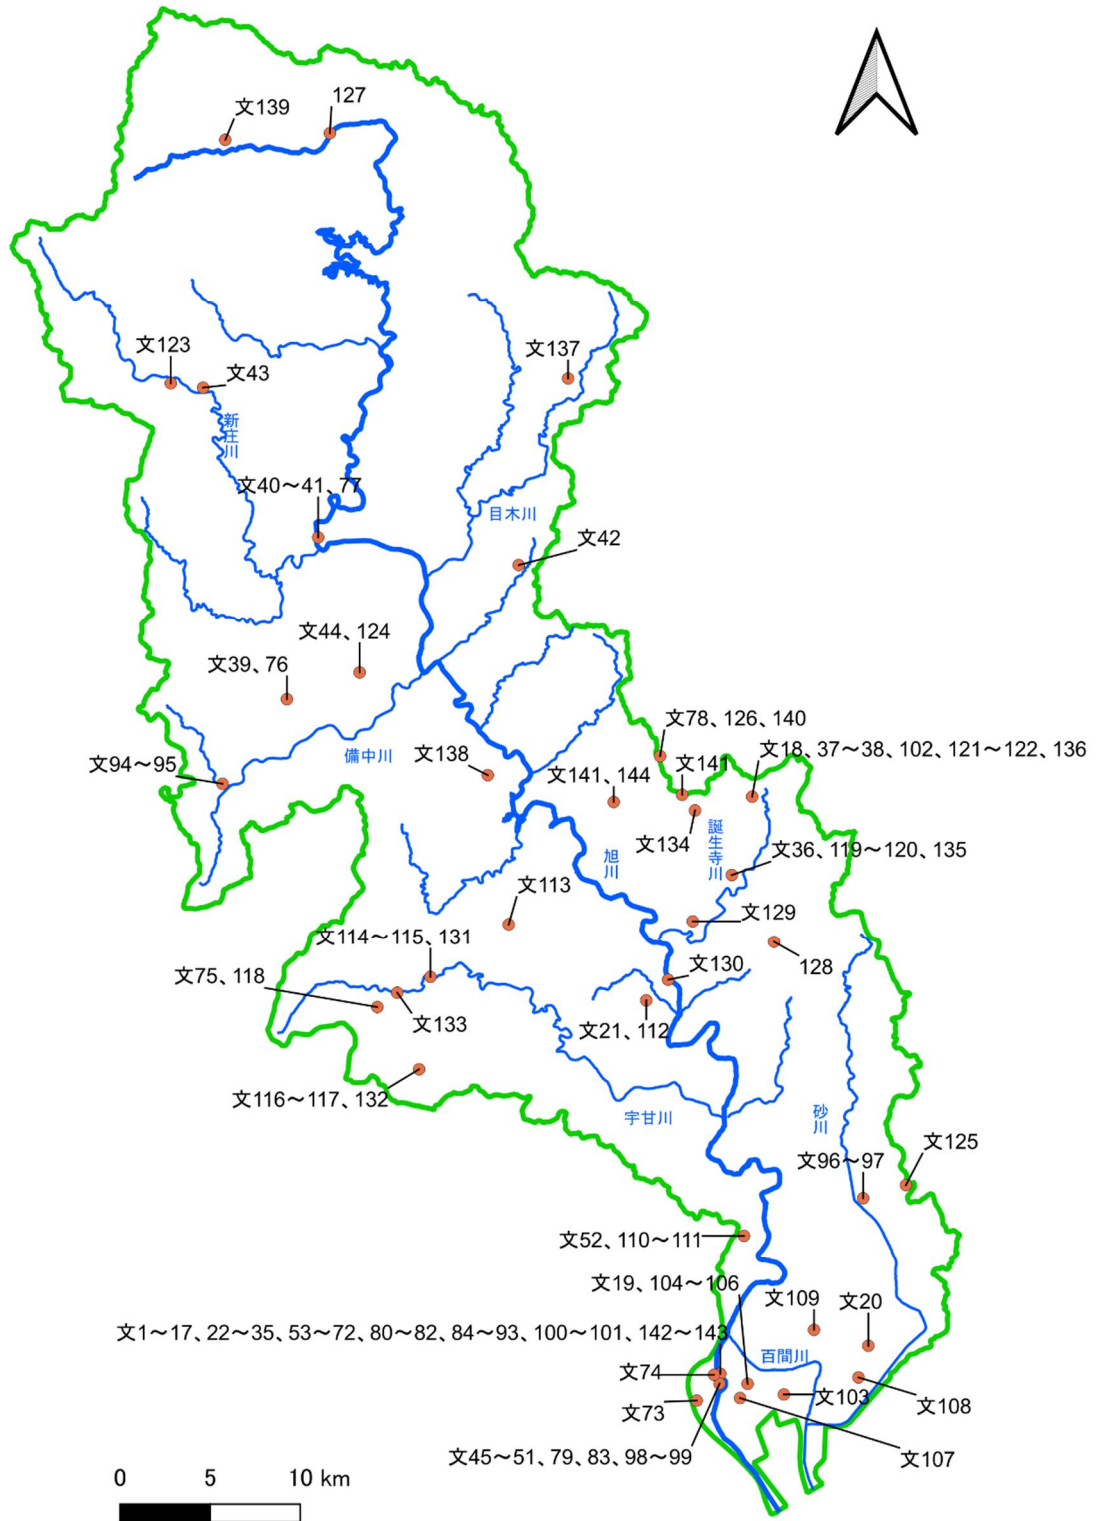 文139
127
文123
文43
文137
新庄川
文40～41、77
目木川
文42
文44、124
文39、76
文78、126、140
備中川
文138
文94～95
文141、144
文141
文18、37～38、102、121～122、136
文134
誕生寺川
旭川
文36、119～120、135
文113
文129
128
文114～115、131
文75、118
文133
文130
文21、112
文116～117、132
宇甘川
砂川
文125
文96～97
文52、110～111
文19、104～106
文109
文20
文1～17、22～35、53～72、80～82、84～93、100～101、142～143
百間川
文74
文103
文108
文73
文107
文45～51、79、83、98～99
0 5 10 km